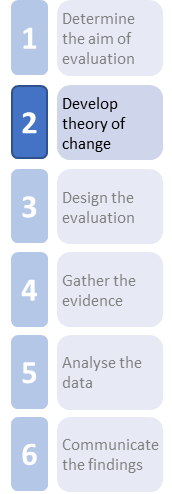 1
Determine
the aim of
evaluation
2
Develop
theory of
change
3
Design the
evaluation
4
Gather the
evidence
5
Analyse the
data
6
Communicate
the findings